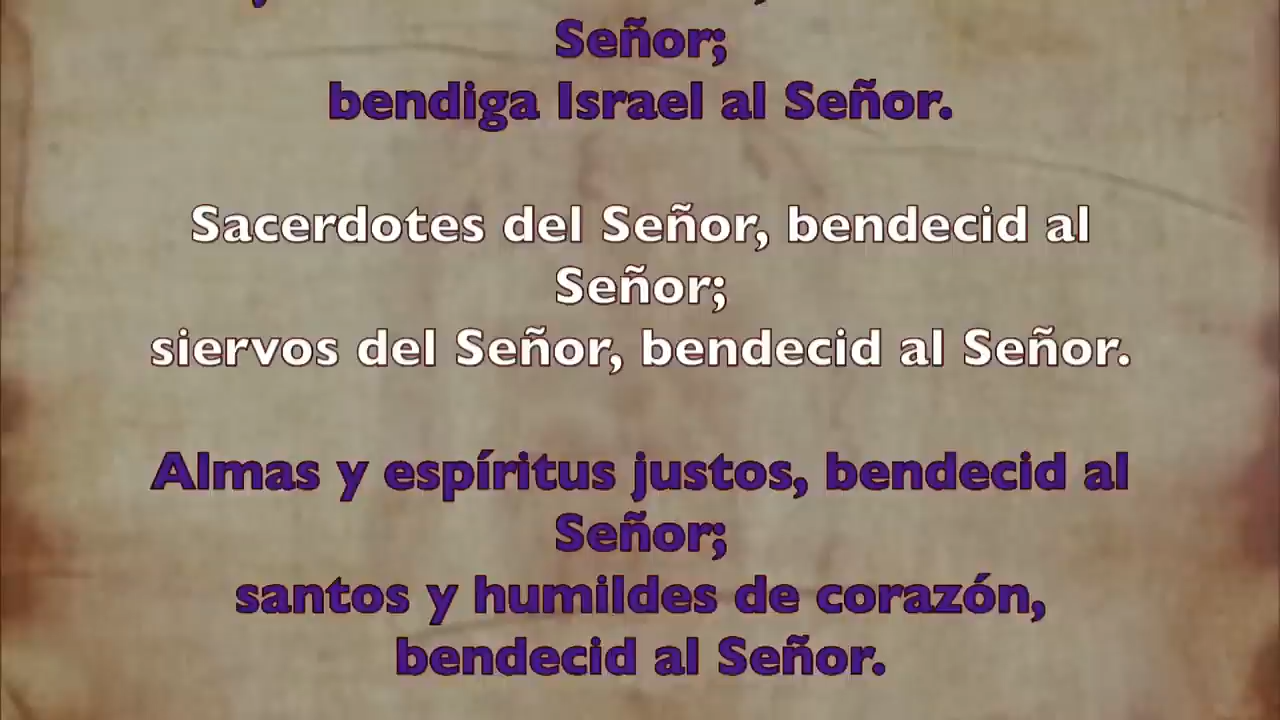 Señor;
bendiga Israel al Señor.
Sacerdotes del Señor, bendecid al
Señor;
siervos del Señor, bendecid al Señor.
Almas y espíritus justos, bendecid al
Señor;
santos y humildes de corazón,
bendecid al Señor.